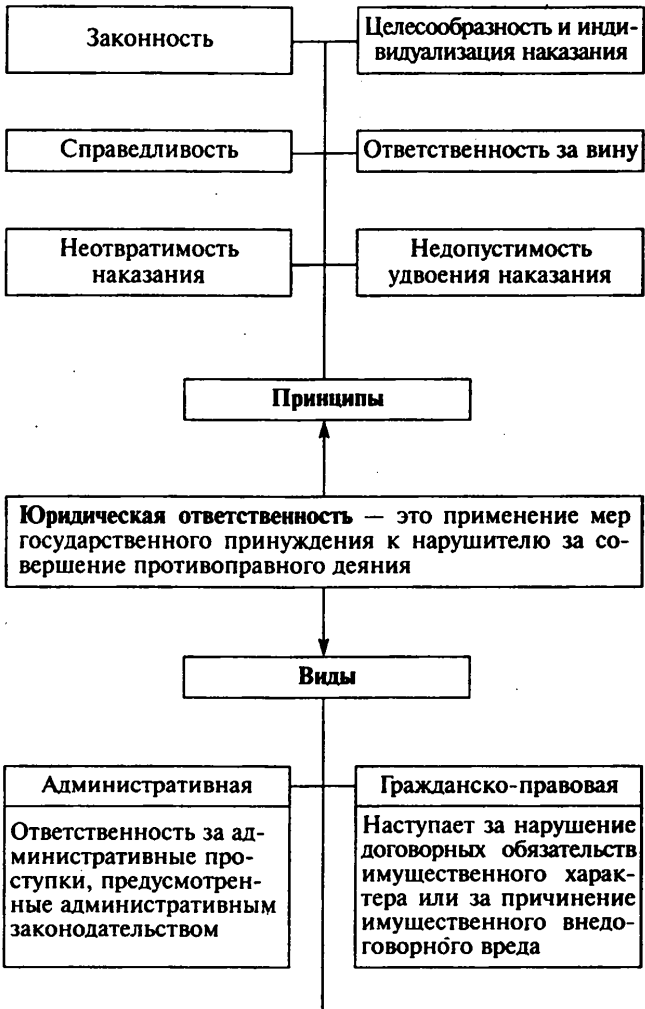 Законность
Целесообразность и инди-
видуализация наказания
Справедливость
Ответственность за вину
Неотвратимость
наказания
Недопустимость
удвоения наказания
Принципы
Юридическая ответственность — это применение мер
государственного принуждения к нарушителю за со-
вершение противоправного деяния
Виды
Административная
Ответственность за ад-
министративные про-
ступки, предусмотрен-
ные административным
законодательством
Гражданско-правовая
Наступает за нарушение
договорных обязательств
имущественного харак-
тера или за причинение
имущественного внедо-
говорного вреда